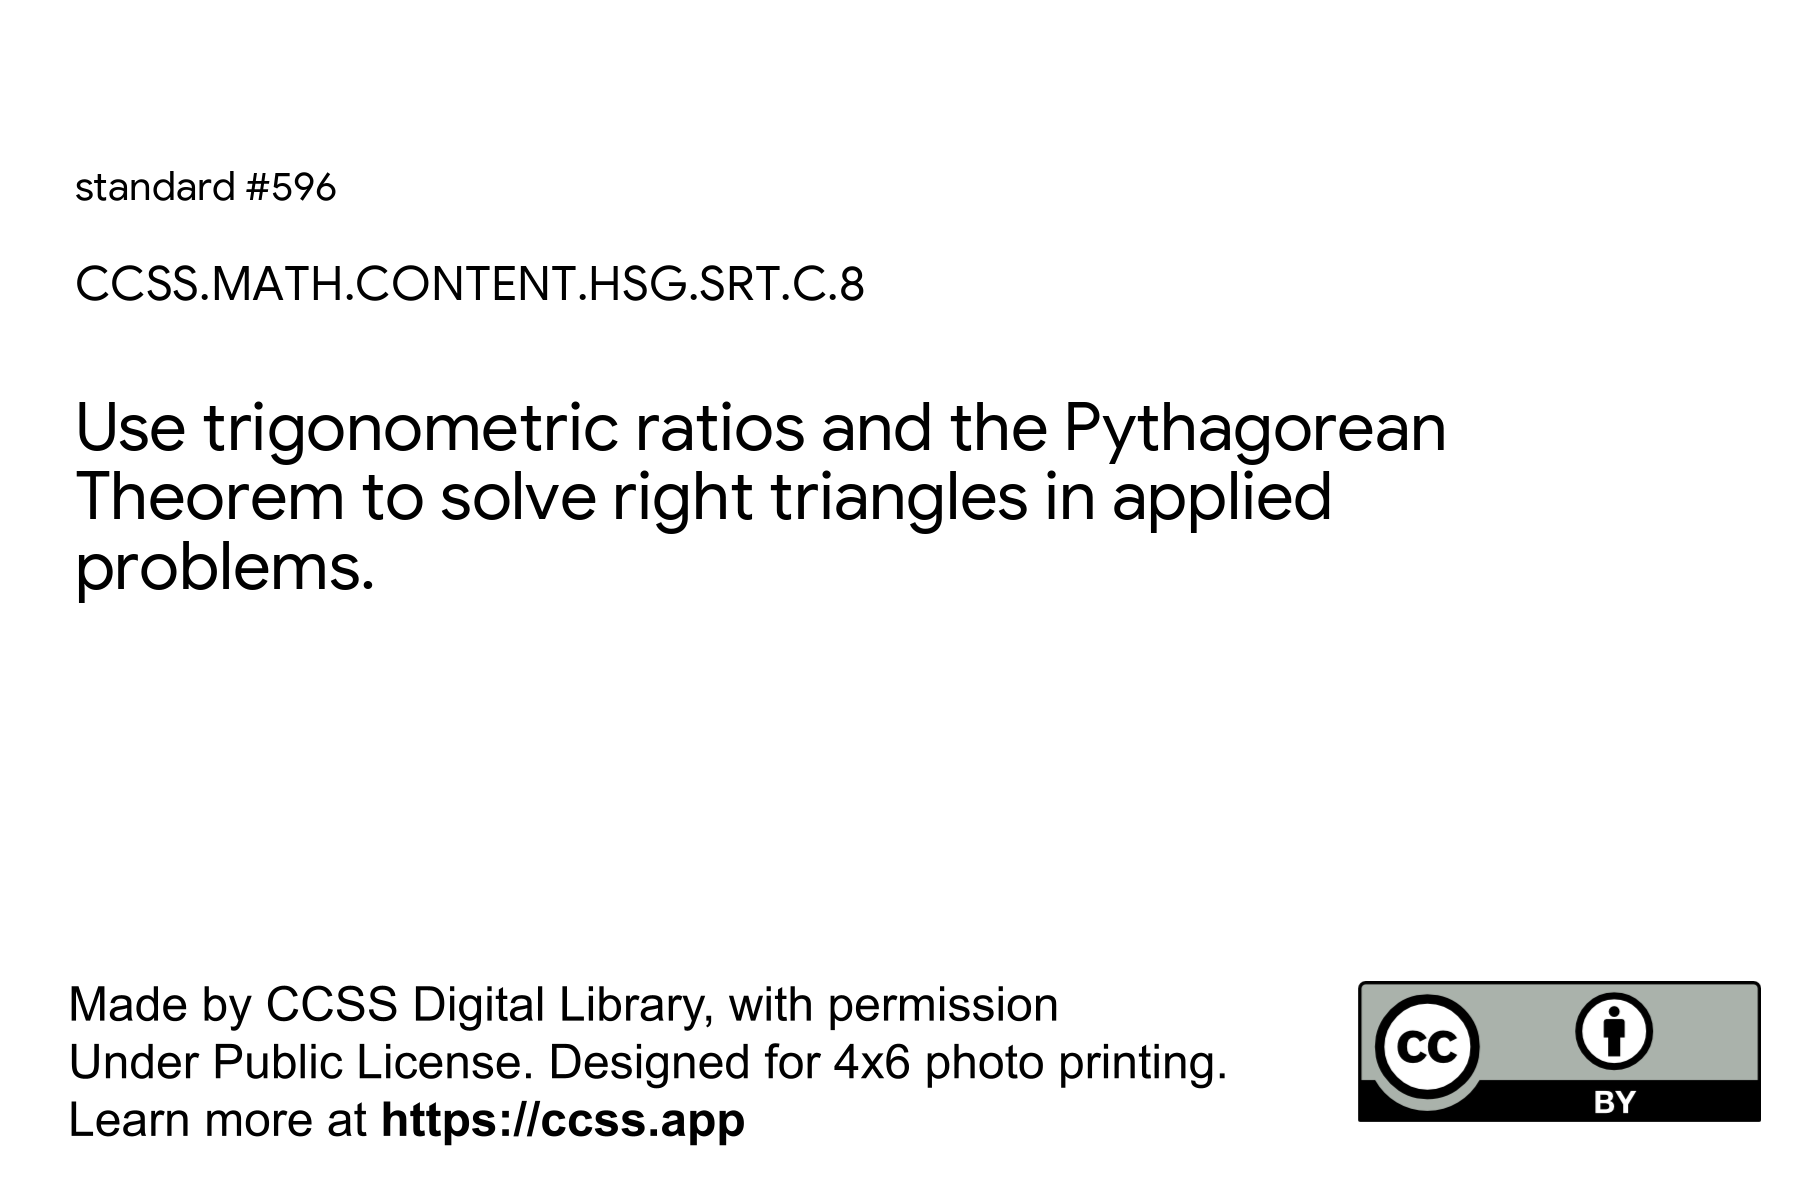 standard #596
CCSS.MATH.CONTENT.HSG.SRT.C.8
Use trigonometric ratios and the Pythagorean
Theorem to solve right triangles in applied
problems.
Made by CCSS Digital Library, with permission
Under Public License. Designed for 4x6 photo printing.
Learn more at https://ccss.app
cc
BY